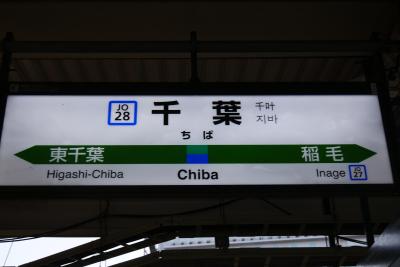 JO 28 千葉 千叶 지바
ちば
東千葉 稲毛
Higashi-Chiba Chiba Inage JO 27